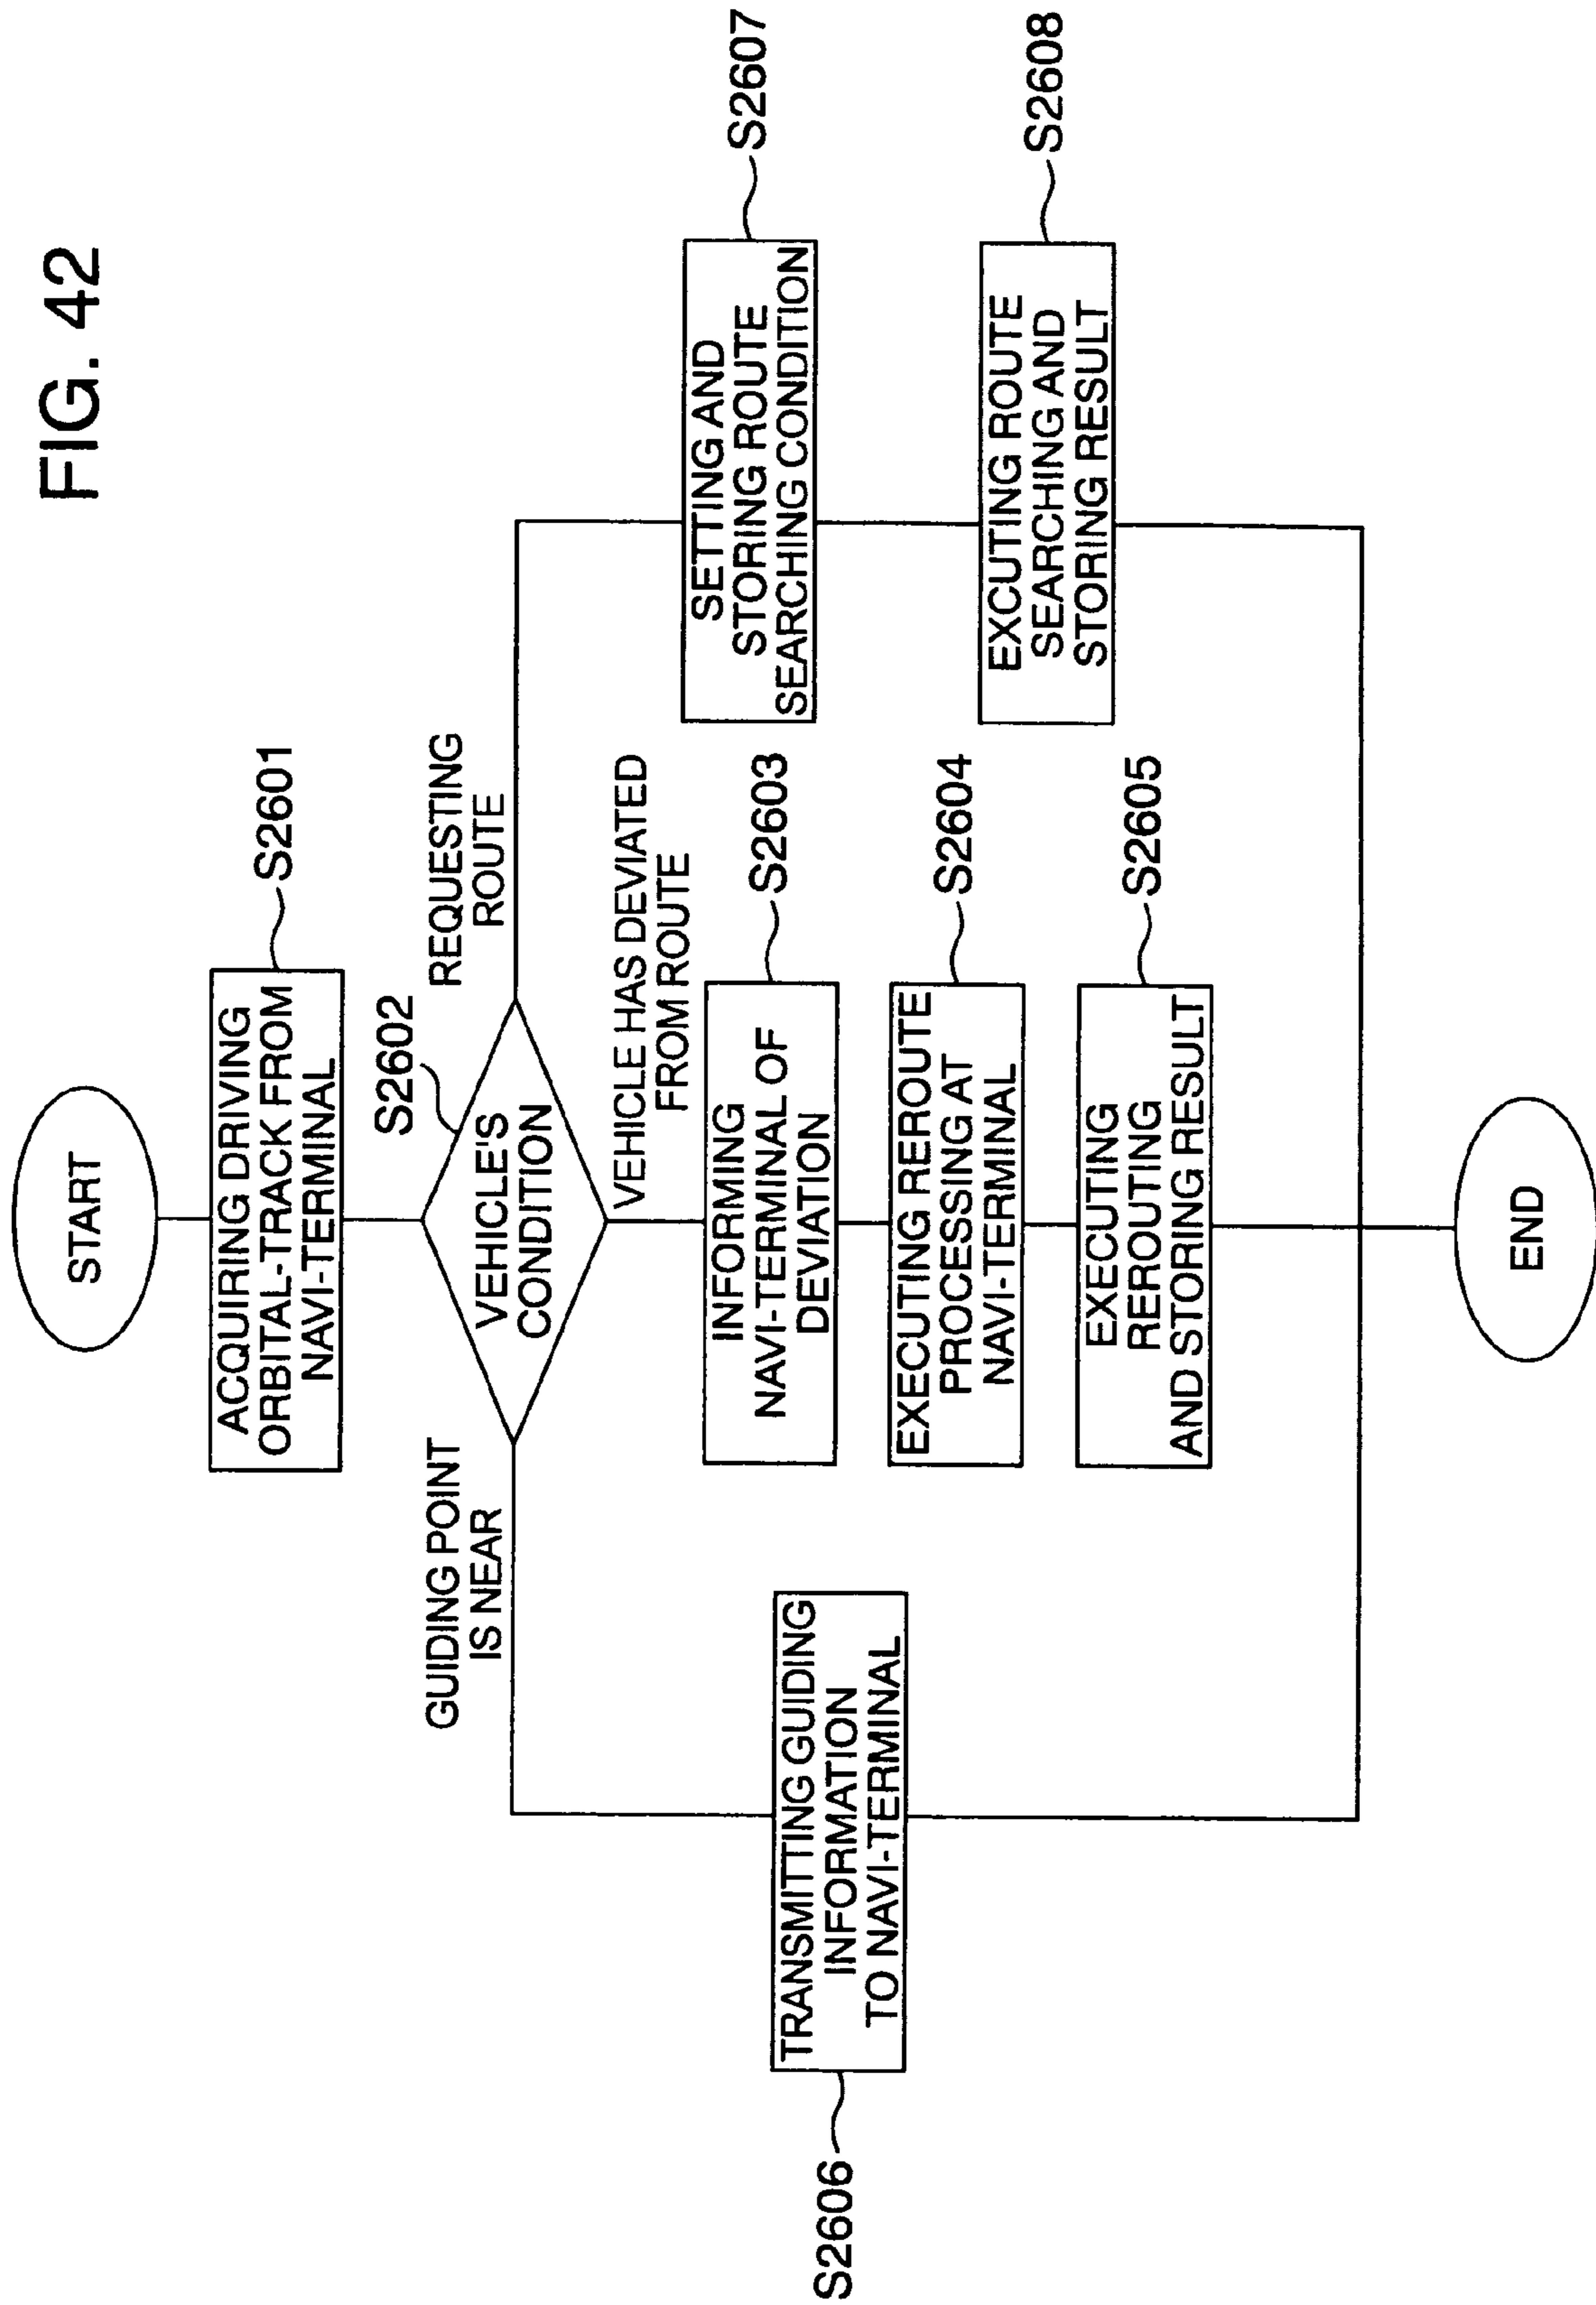 FIG. 42
START
ACQUIRING DRIVING
ORBITAL-TRACK FROM
NAVI-TERMINAL
S2601
S2602
VEHICLE'S
CONDITION
GUIDING POINT
IS NEAR
REQUESTING
ROUTE
VEHICLE HAS DEVIATED
FROM ROUTE
TRANSMITTING GUIDING
INFORMATION
TO NAVI-TERMINAL
S2606
INFORMING
NAVI-TERMINAL OF
DEVIATION
S2603
EXECUTING REROUTE
PROCESSING AT
NAVI-TERMINAL
S2604
EXECUTING
REROUTING
AND STORING RESULT
S2605
SETTING AND
STORING ROUTE
SEARCHING CONDITION
S2607
EXCUTING ROUTE
SEARCHING AND
STORING RESULT
S2608
END